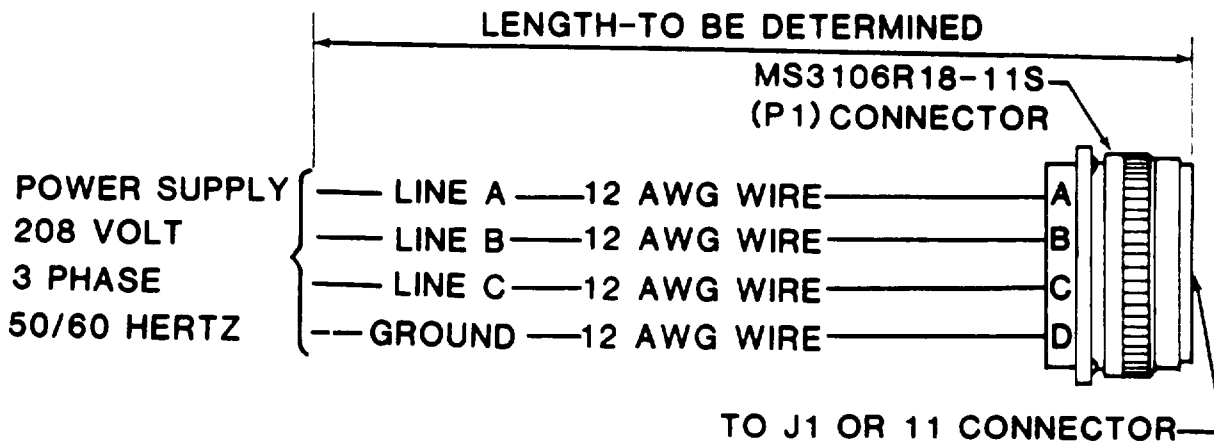 LENGTH-TO BE DETERMINED
MS3106R18-11S
(P1) CONNECTOR
POWER SUPPLY
208 VOLT
3 PHASE
50/60 HERTZ
LINE A 12 AWG WIRE A
LINE B 12 AWG WIRE B
LINE C 12 AWG WIRE C
GROUND 12 AWG WIRE D
TO J1 OR 11 CONNECTOR